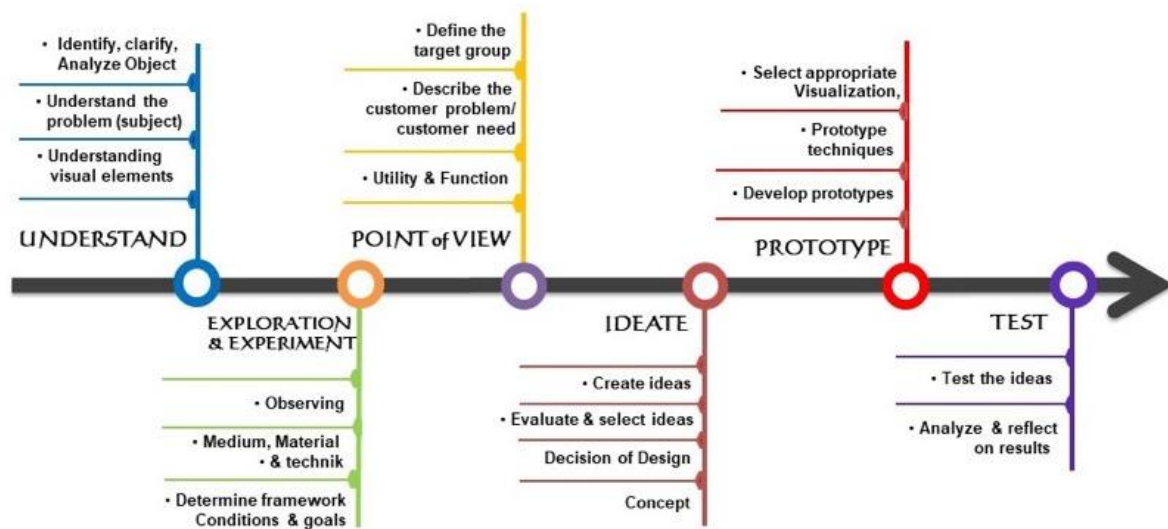 • Identify, clarify,
Analyze Object
• Understand the
problem (subject)
• Understanding
visual elements
UNDERSTAND
EXPLORATION
& EXPERIMENT
• Observing
• Medium, Material
• & technik
• Determine framework
Conditions & goals
• Define the
target group
• Describe the
customer problem/
customer need
• Utility & Function
POINT of VIEW
IDEATE
• Create ideas
• Evaluate & select ideas
Decision of Design
Concept
• Select appropriate
Visualization,
• Prototype
techniques
• Develop prototypes
PROTOTYPE
TEST
• Test the ideas
• Analyze & reflect
on results